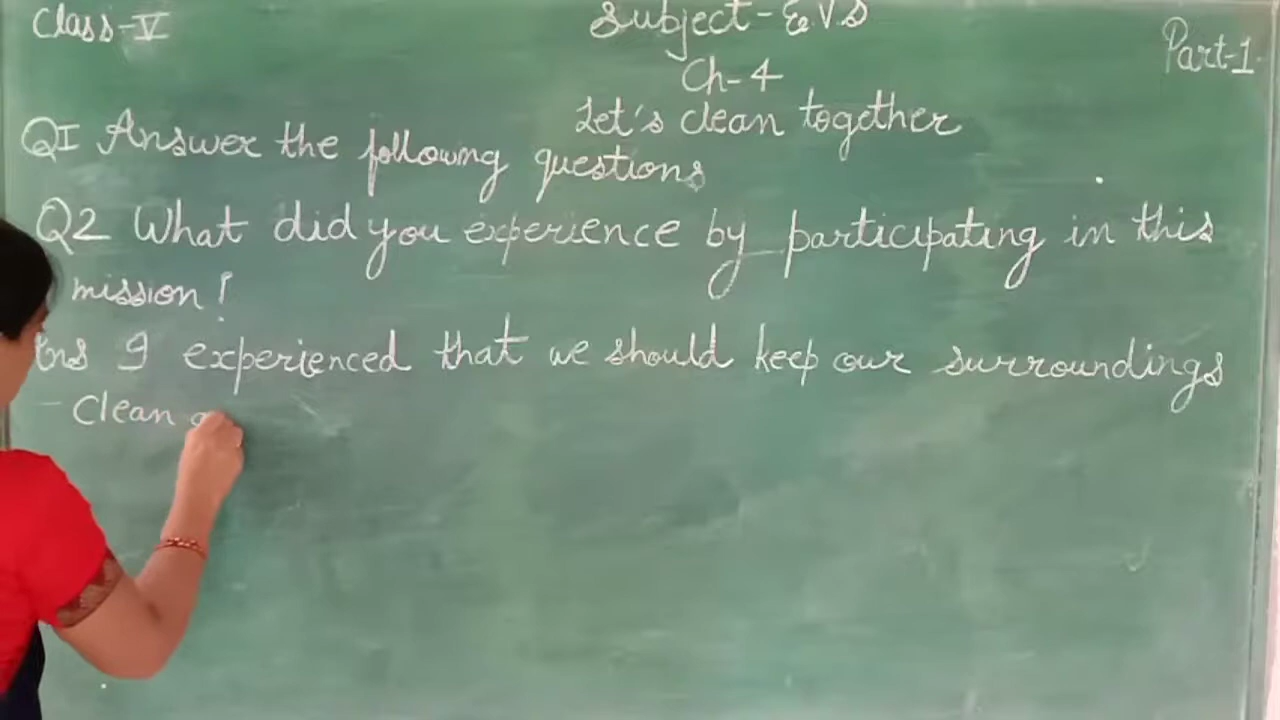 Class-V
Subject-E.V.S
Part-1.
Ch-4
Let's clean together
QI Answer the following questions
Q2 What did you experience by participating in this
mission!
Ans I experienced that we should keep our surroundings
Clean